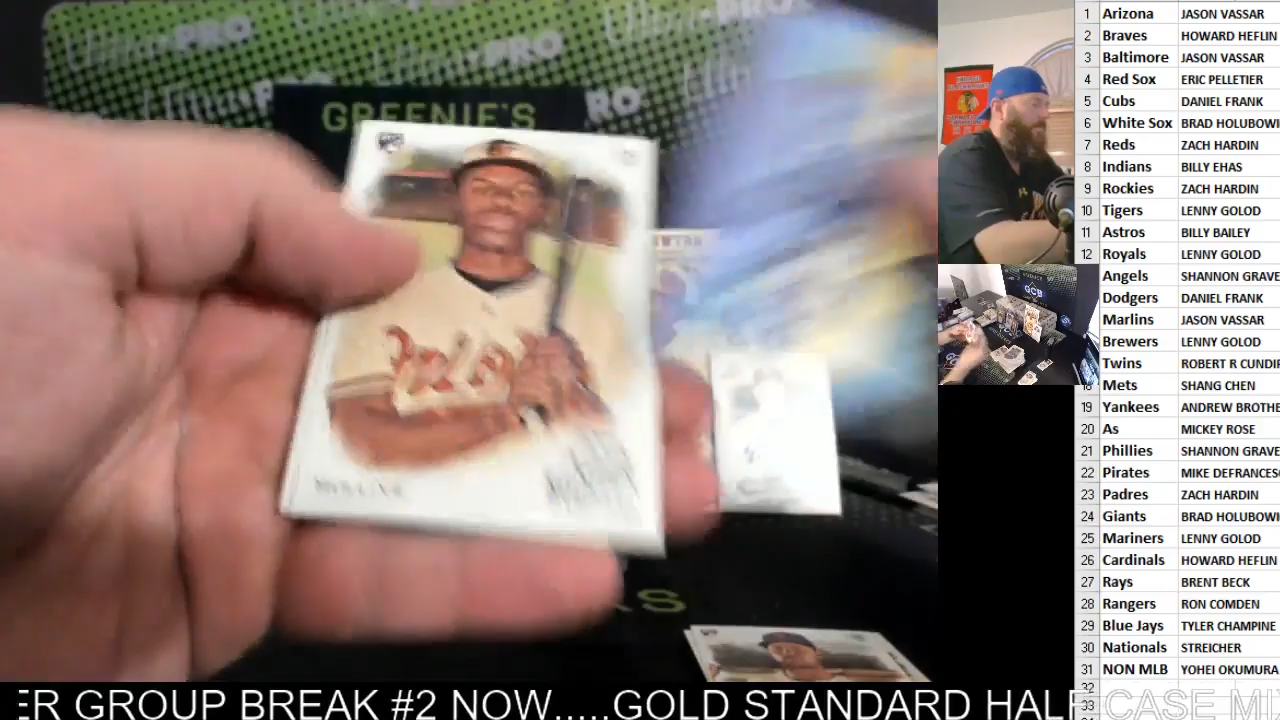 GREENIE'S
PRO
PRO
RO
GCB
1 Arizona JASON VASSAR
2 Braves HOWARD HEFLIN
3 Baltimore JASON VASSAR
4 Red Sox ERIC PELLETIER
5 Cubs DANIEL FRANK
6 White Sox BRAD HOLUBOWI
7 Reds ZACH HARDIN
8 Indians BILLY EHAS
9 Rockies ZACH HARDIN
10 Tigers LENNY GOLOD
11 Astros BILLY BAILEY
12 Royals LENNY GOLOD
Angels SHANNON GRAVE
Dodgers DANIEL FRANK
Marlins JASON VASSAR
Brewers LENNY GOLOD
Twins ROBERT R CUNDIF
18 Mets SHANG CHEN
19 Yankees ANDREW BROTHE
20 As MICKEY ROSE
21 Phillies SHANNON GRAVE
22 Pirates MIKE DEFRANCES
23 Padres ZACH HARDIN
24 Giants BRAD HOLUBOWI
25 Mariners LENNY GOLOD
26 Cardinals HOWARD HEFLIN
27 Rays BRENT BECK
28 Rangers RON COMDEN
29 Blue Jays TYLER CHAMPINE
30 Nationals STREICHER
31 NON MLB YOHEI OKUMURA
32
33
ER GROUP BREAK #2 NOW.....GOLD STANDARD HALF CASE MI